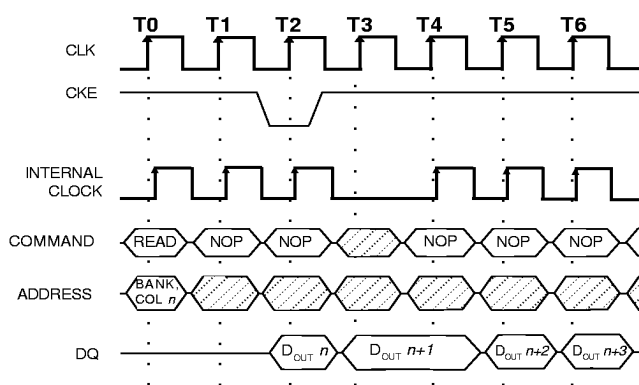 T0 T1 T2 T3 T4 T5 T6
CLK
CKE
INTERNAL
CLOCK
COMMAND READ NOP NOP NOP NOP NOP
ADDRESS BANK,
COL n
DQ DOUT n DOUT n+1 DOUT n+2 DOUT n+3